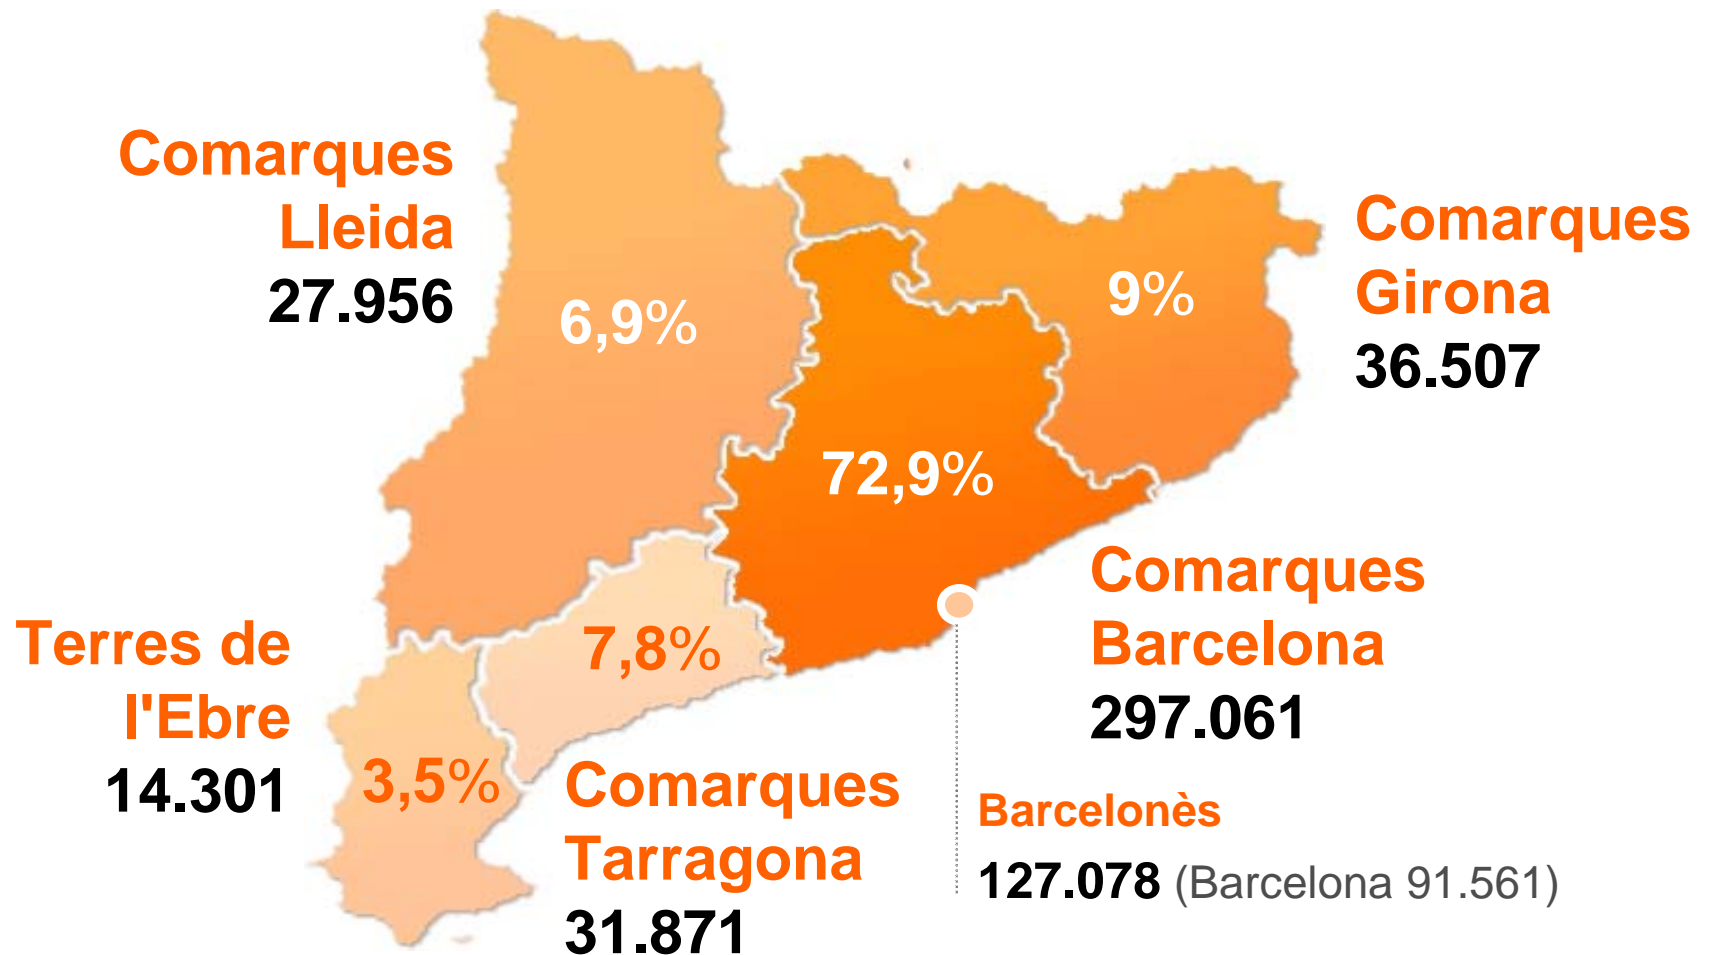 Comarques
Lleida
27.956
6,9%
9%
Comarques
Girona
36.507
72,9%
Comarques
Barcelona
297.061
Terres de
l'Ebre
14.301
7,8%
3,5%
Comarques
Tarragona
31.871
Barcelonès
127.078 (Barcelona 91.561)